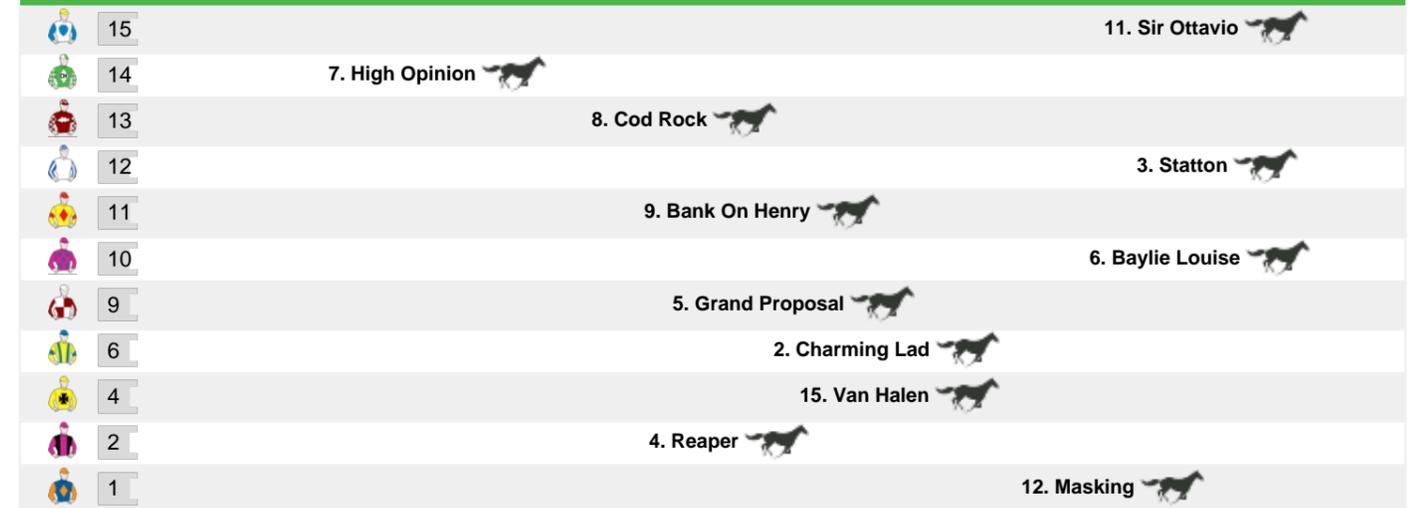 15 11. Sir Ottavio
14 7. High Opinion
13 8. Cod Rock
12 3. Statton
11 9. Bank On Henry
10 6. Baylie Louise
9 5. Grand Proposal
6 2. Charming Lad
4 15. Van Halen
2 4. Reaper
1 12. Masking